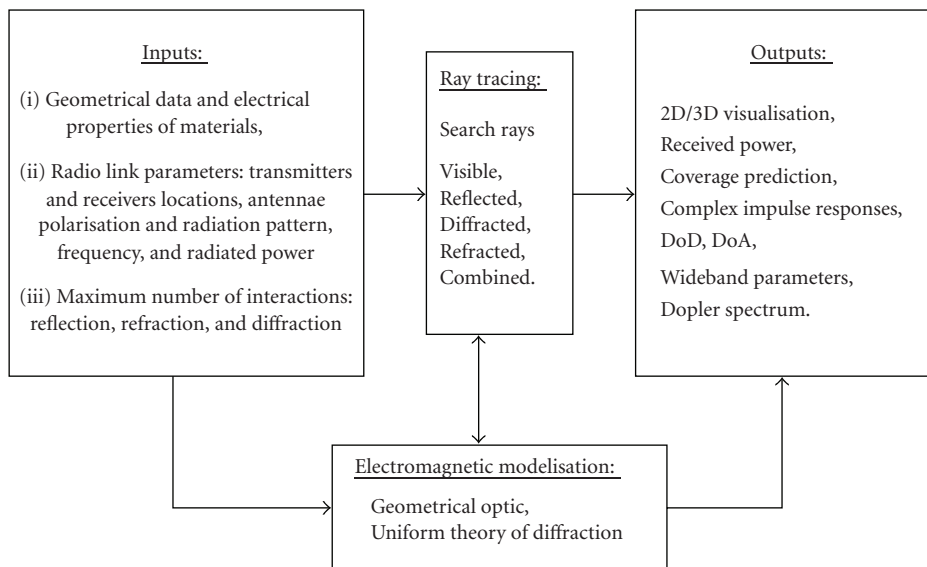 Inputs:
(i) Geometrical data and electrical
properties of materials,
(ii) Radio link parameters: transmitters
and receivers locations, antennae
polarisation and radiation pattern,
frequency, and radiated power
(iii) Maximum number of interactions:
reflection, refraction, and diffraction
Ray tracing:
Search rays
Visible,
Reflected,
Diffracted,
Refracted,
Combined.
Outputs:
2D/3D visualisation,
Received power,
Coverage prediction,
Complex impulse responses,
DoD, DoA,
Wideband parameters,
Dopler spectrum.
Electromagnetic modelisation:
Geometrical optic,
Uniform theory of diffraction